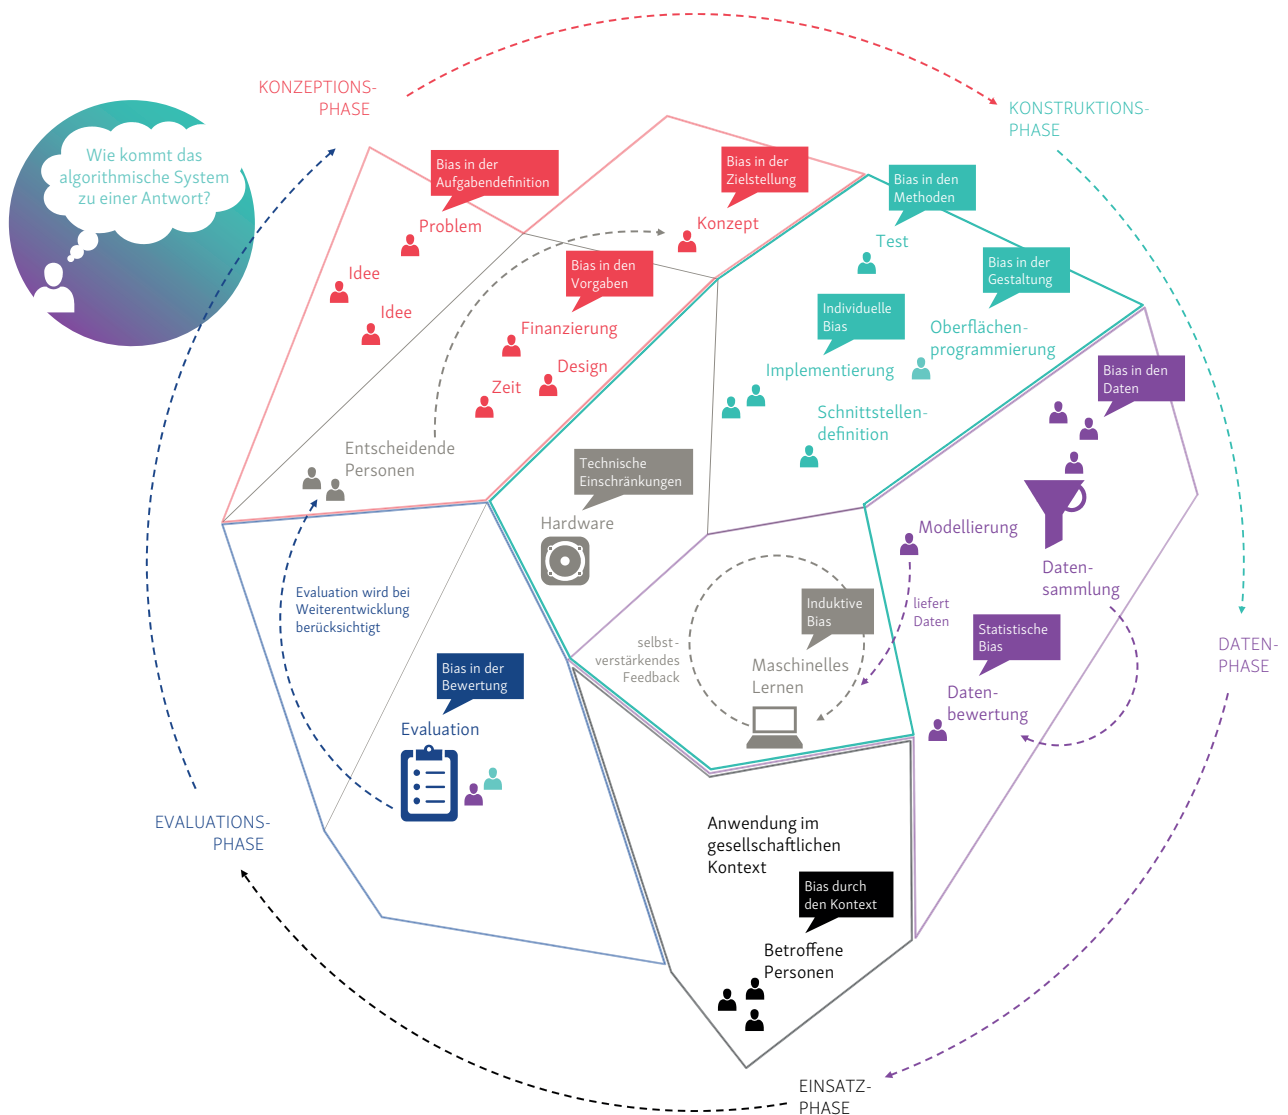 KONZEPTIONS-
PHASE
KONSTRUKTIONS-
PHASE
Wie kommt das
algorithmische System
zu einer Antwort?
Bias in der
Aufgabendefinition
Problem
Idee
Idee
Bias in der
Zielstellung
Konzept
Bias in den
Vorgaben
Finanzierung
Design
Zeit
Entscheidende
Personen
Bias in den
Methoden
Test
Bias in der
Gestaltung
Oberflächen-
programmierung
Individuelle
Bias
Implementierung
Schnittstellen-
definition
Technische
Einschränkungen
Hardware
Bias in den
Daten
Modellierung
Daten-
sammlung
liefert
Daten
Statistische
Bias
Daten-
bewertung
Induktive
Bias
Maschinelles
Lernen
selbst-
verstärkendes
Feedback
DATEN-
PHASE
Evaluation wird bei
Weiterentwicklung
berücksichtigt
Bias in der
Bewertung
Evaluation
EVALUATIONS-
PHASE
Anwendung im
gesellschaftlichen
Kontext
Bias durch
den Kontext
Betroffene
Personen
EINSATZ-
PHASE